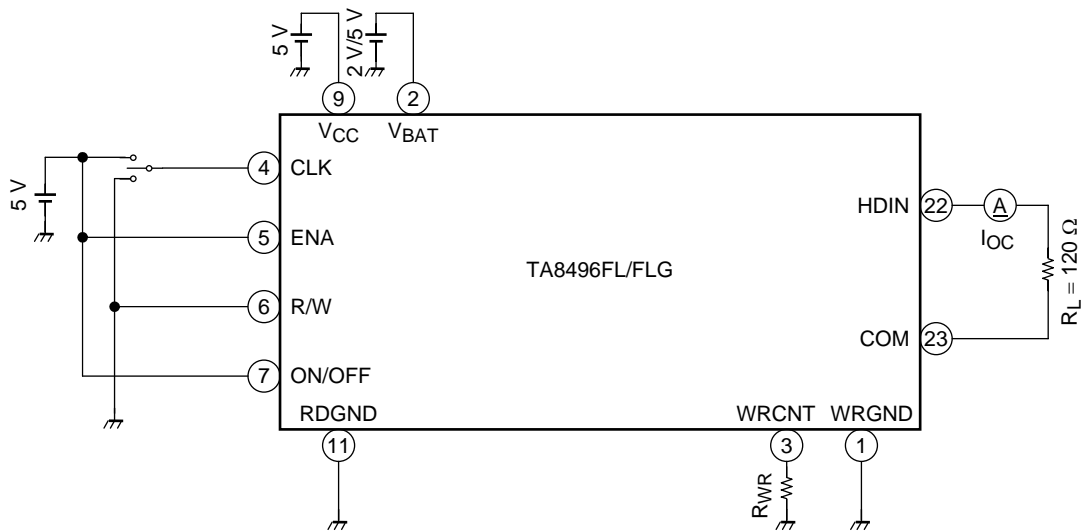 5 V
2 V/5 V
9
2
VCC
VBAT
5 V
4
CLK
HDIN
22
A
IOC
5
ENA
TA8496FL/FLG
RL = 120 Ω
6
R/W
COM
23
7
ON/OFF
RDGND
WRCNT
WRGND
11
3
1
RWR